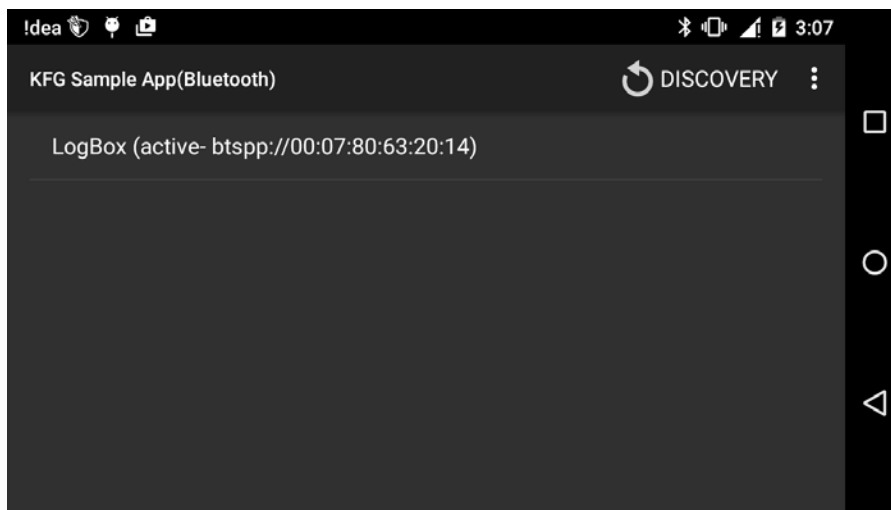 !dea 3:07
KFG Sample App(Bluetooth) DISCOVERY
LogBox (active- btspp://00:07:80:63:20:14)